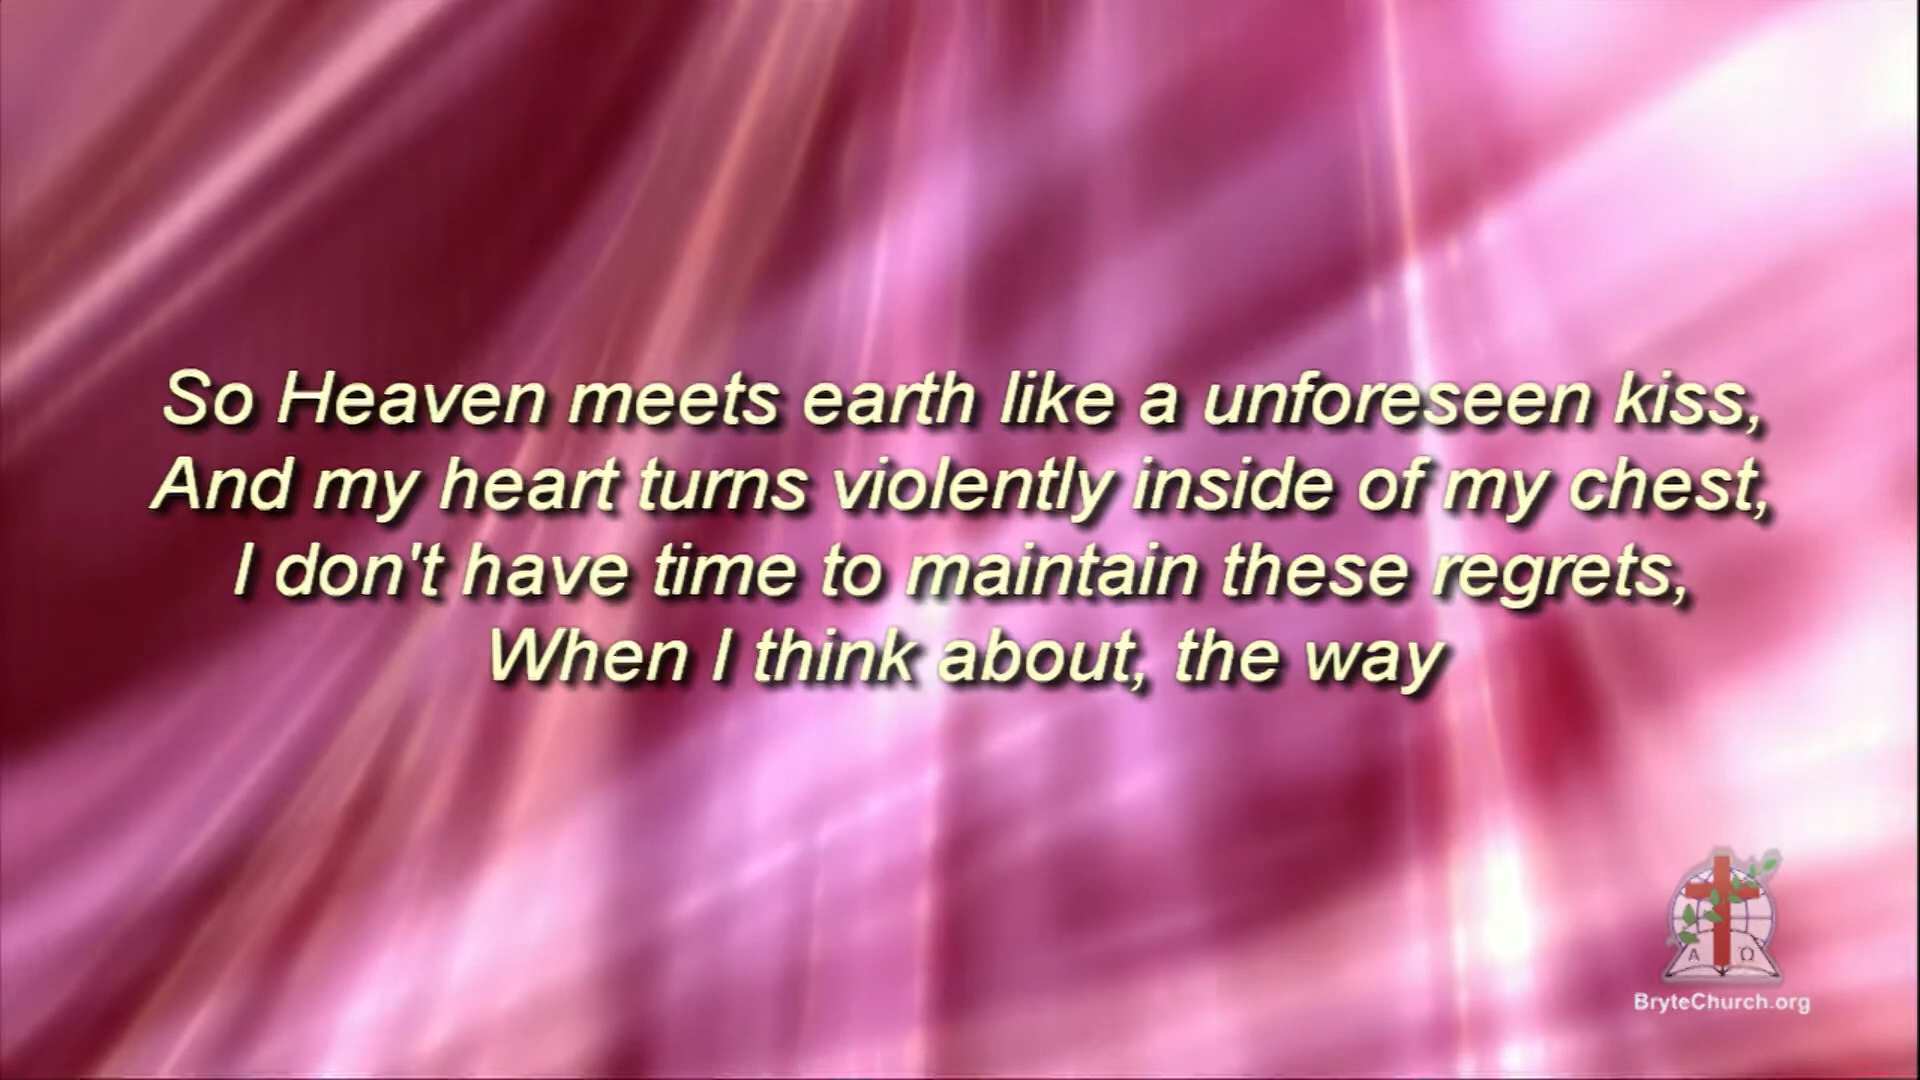 So Heaven meets earth like a unforeseen kiss,
And my heart turns violently inside of my chest,
I don't have time to maintain these regrets,
When I think about, the way
Α Ω
BryteChurch.org